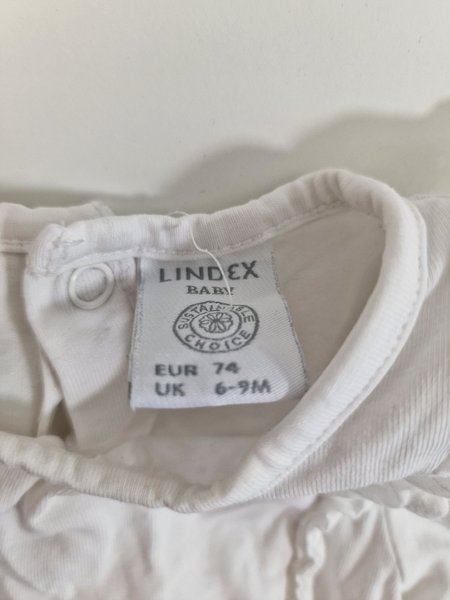 LINDEX
BABY
SUSTAINABLE
CHOICE
EUR 74
UK 6-9M